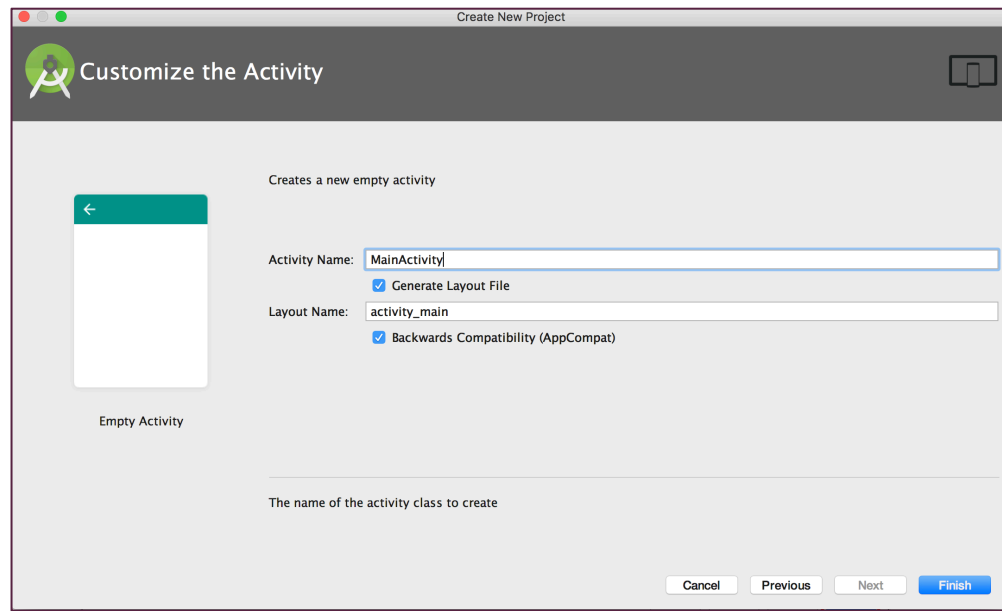 Create New Project
Customize the Activity
Creates a new empty activity
Activity Name: MainActivity
Generate Layout File
Layout Name: activity_main
Backwards Compatibility (AppCompat)
Empty Activity
The name of the activity class to create
Cancel Previous Next Finish